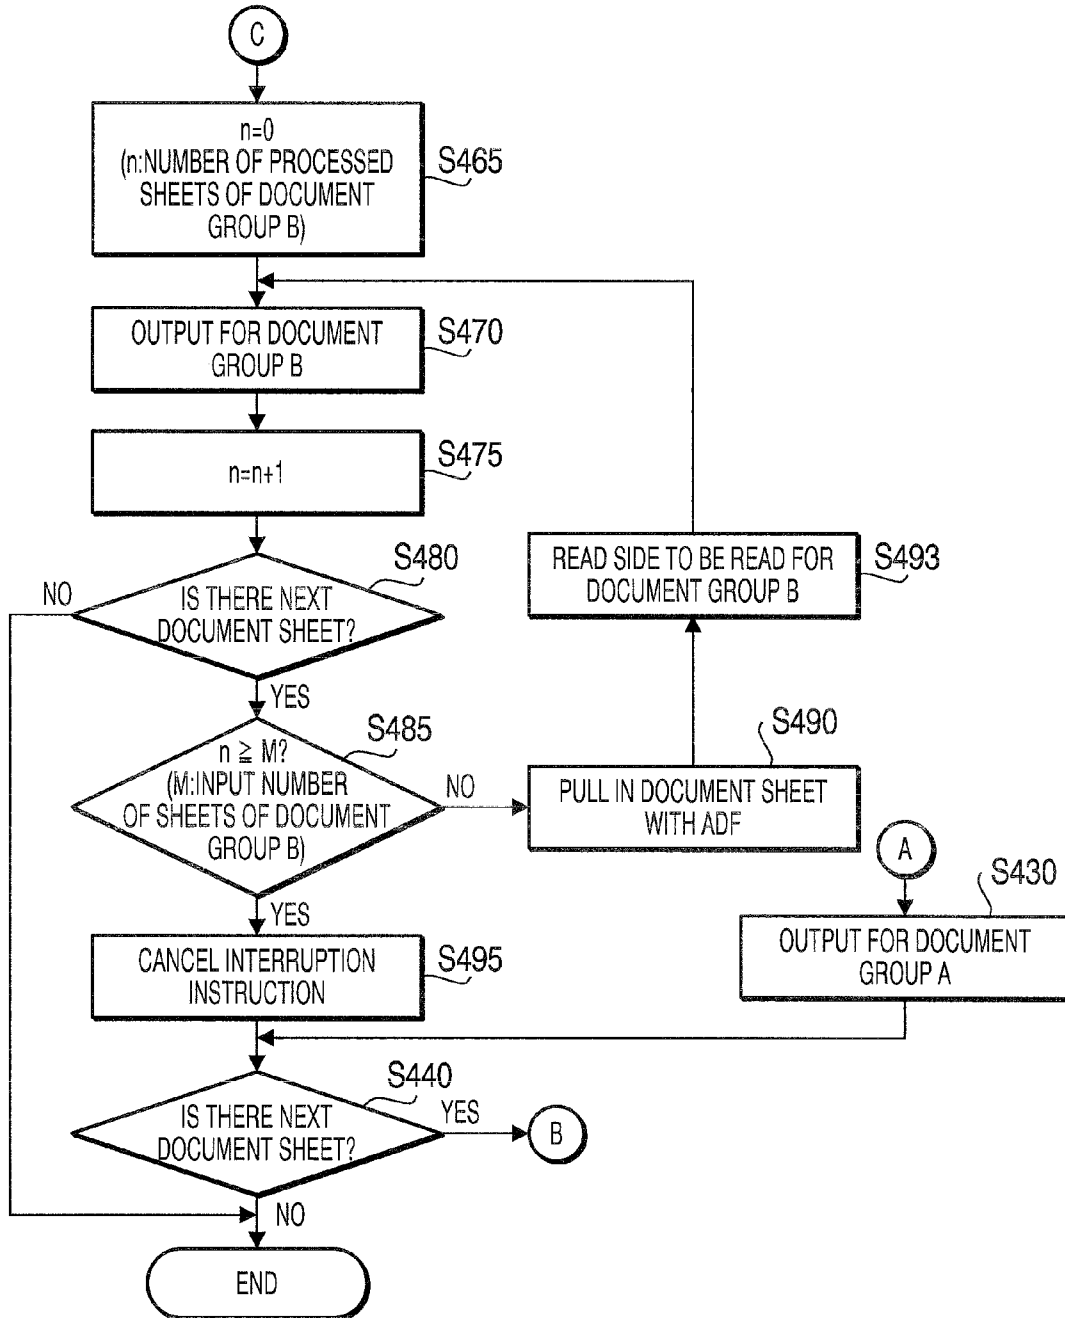 C
n=0
(n:NUMBER OF PROCESSED
SHEETS OF DOCUMENT
GROUP B)
S465
OUTPUT FOR DOCUMENT
GROUP B
S470
n=n+1
S475
S480
NO
IS THERE NEXT
DOCUMENT SHEET?
YES
READ SIDE TO BE READ FOR
DOCUMENT GROUP B
S493
S485
n ≧ M?
(M:INPUT NUMBER
OF SHEETS OF DOCUMENT
GROUP B)
NO
YES
S490
PULL IN DOCUMENT SHEET
WITH ADF
A
S430
OUTPUT FOR DOCUMENT
GROUP A
CANCEL INTERRUPTION
INSTRUCTION
S495
S440
IS THERE NEXT
DOCUMENT SHEET?
YES
B
NO
END